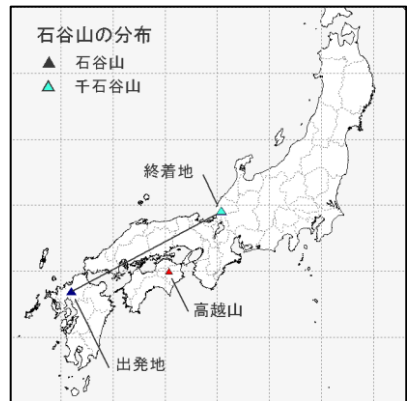 石谷山の分布
▲ 石谷山
▲ 千石谷山
終着地
高越山
出発地